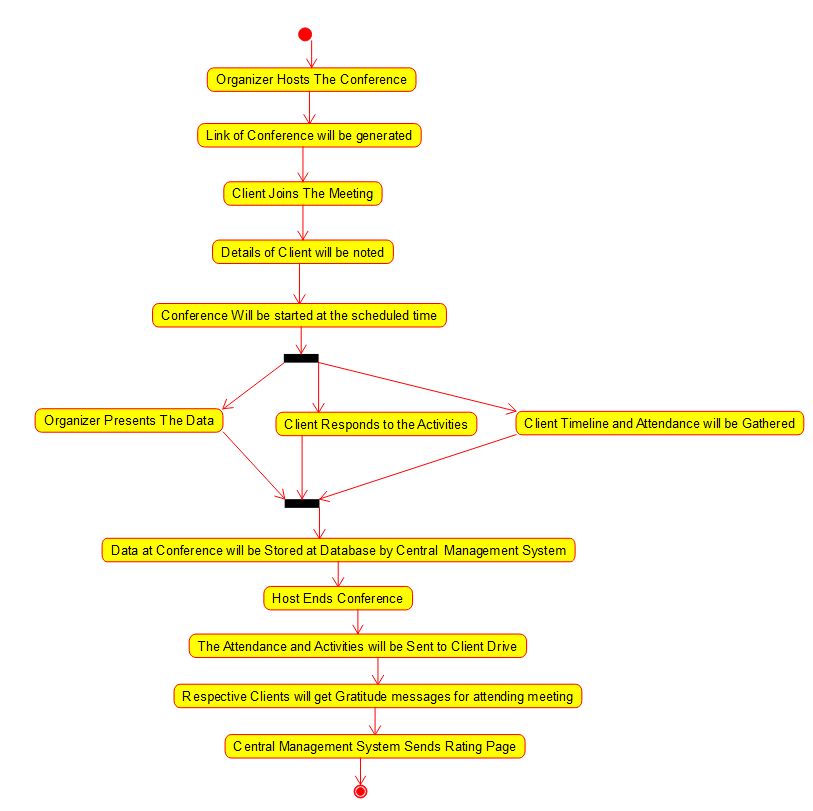 Organizer Hosts The Conference
Link of Conference will be generated
Client Joins The Meeting
Details of Client will be noted
Conference Will be started at the scheduled time
Organizer Presents The Data
Client Responds to the Activities
Client Timeline and Attendance will be Gathered
Data at Conference will be Stored at Database by Central Management System
Host Ends Conference
The Attendance and Activities will be Sent to Client Drive
Respective Clients will get Gratitude messages for attending meeting
Central Management System Sends Rating Page